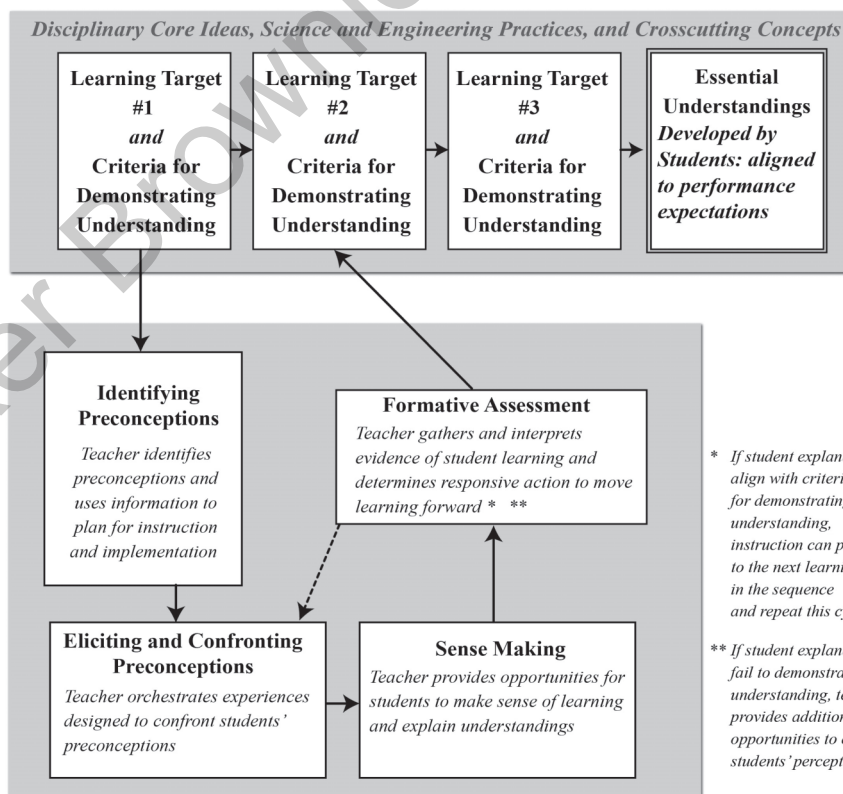 Disciplinary Core Ideas, Science and Engineering Practices, and Crosscutting Concepts
Learning Target
#1
and
Criteria for
Demonstrating
Understanding
Learning Target
#2
and
Criteria for
Demonstrating
Understanding
Learning Target
#3
and
Criteria for
Demonstrating
Understanding
Essential
Understandings
Developed by
Students: aligned
to performance
expectations
Identifying
Preconceptions
Teacher identifies
preconceptions and
uses information to
plan for instruction
and implementation
Formative Assessment
Teacher gathers and interprets
evidence of student learning and
determines responsive action to move
learning forward * **
Eliciting and Confronting
Preconceptions
Teacher orchestrates experiences
designed to confront students'
preconceptions
Sense Making
Teacher provides opportunities for
students to make sense of learning
and explain understandings
* If student
align with
for
understanding,
instruction can
to the next
in the sequence
and repeat this
** If student
fail to
understanding,
provides
opportunities to
students'